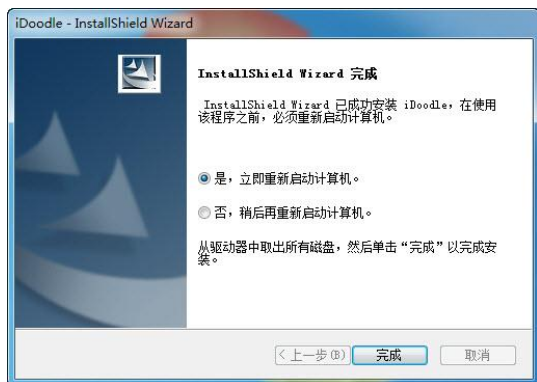 iDoodle - InstallShield Wizard
InstallShield Wizard 完成
InstallShield Wizard 已成功安装 iDoodle，在使用
该程序之前，必须重新启动计算机。
是，立即重新启动计算机。
否，稍后再重新启动计算机。
从驱动器中取出所有磁盘，然后单击“完成”以完成安
装。
<上一步(B) 完成 取消